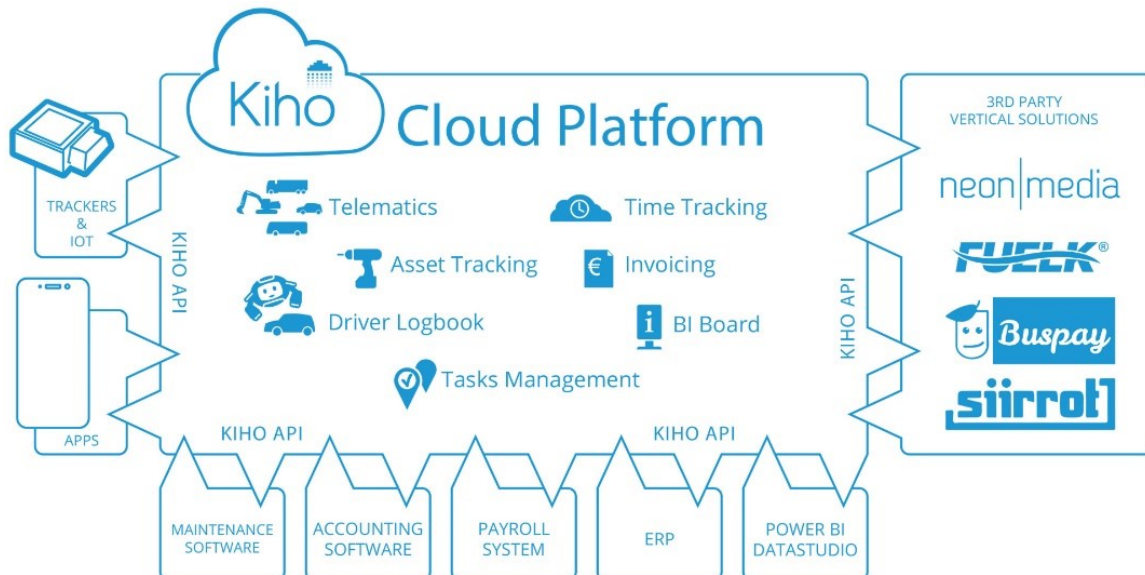 Kiho
Cloud Platform
Telematics
Time Tracking
Asset Tracking
€ Invoicing
Driver Logbook
i BI Board
Tasks Management
TRACKERS
&
IOT
KIHO API
APPS
KIHO API
KIHO API
KIHO API
3RD PARTY
VERTICAL SOLUTIONS
neon|media
FUELK®
Buspay
siirrot
MAINTENANCE
SOFTWARE
ACCOUNTING
SOFTWARE
PAYROLL
SYSTEM
ERP
POWER BI
DATASTUDIO